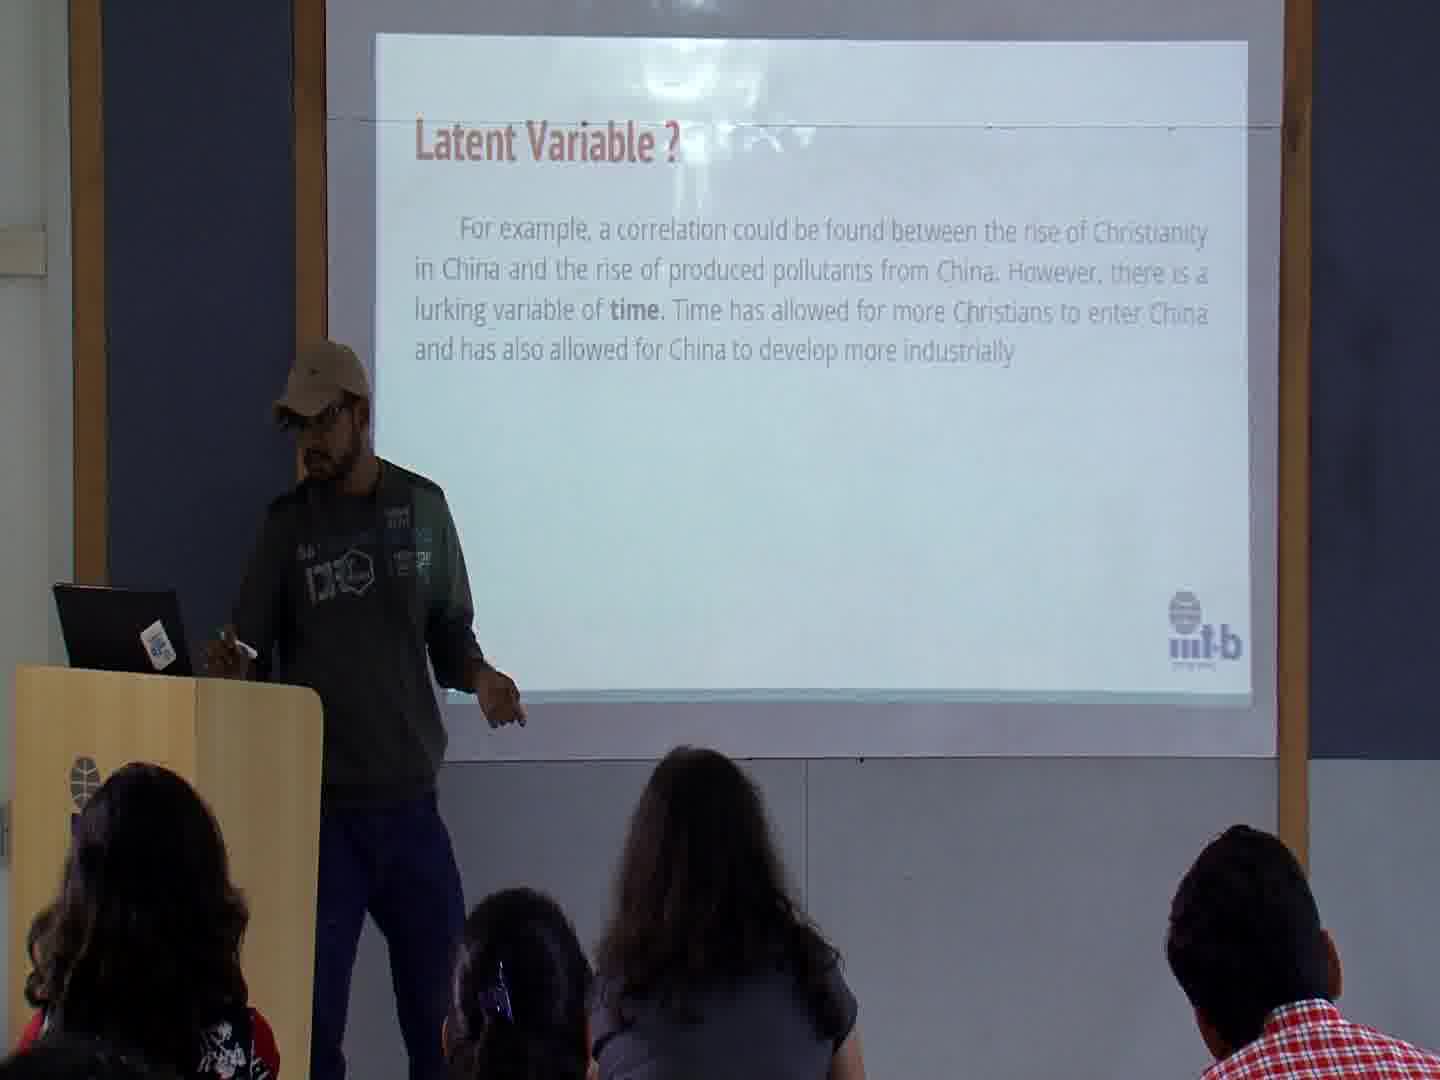 Latent Variable ?
For example, a correlation could be found between the rise of Christianity
in China and the rise of produced pollutants from China. However, there is a
lurking variable of time. Time has allowed for more Christians to enter China
and has also allowed for China to develop more industrially
iiit-b